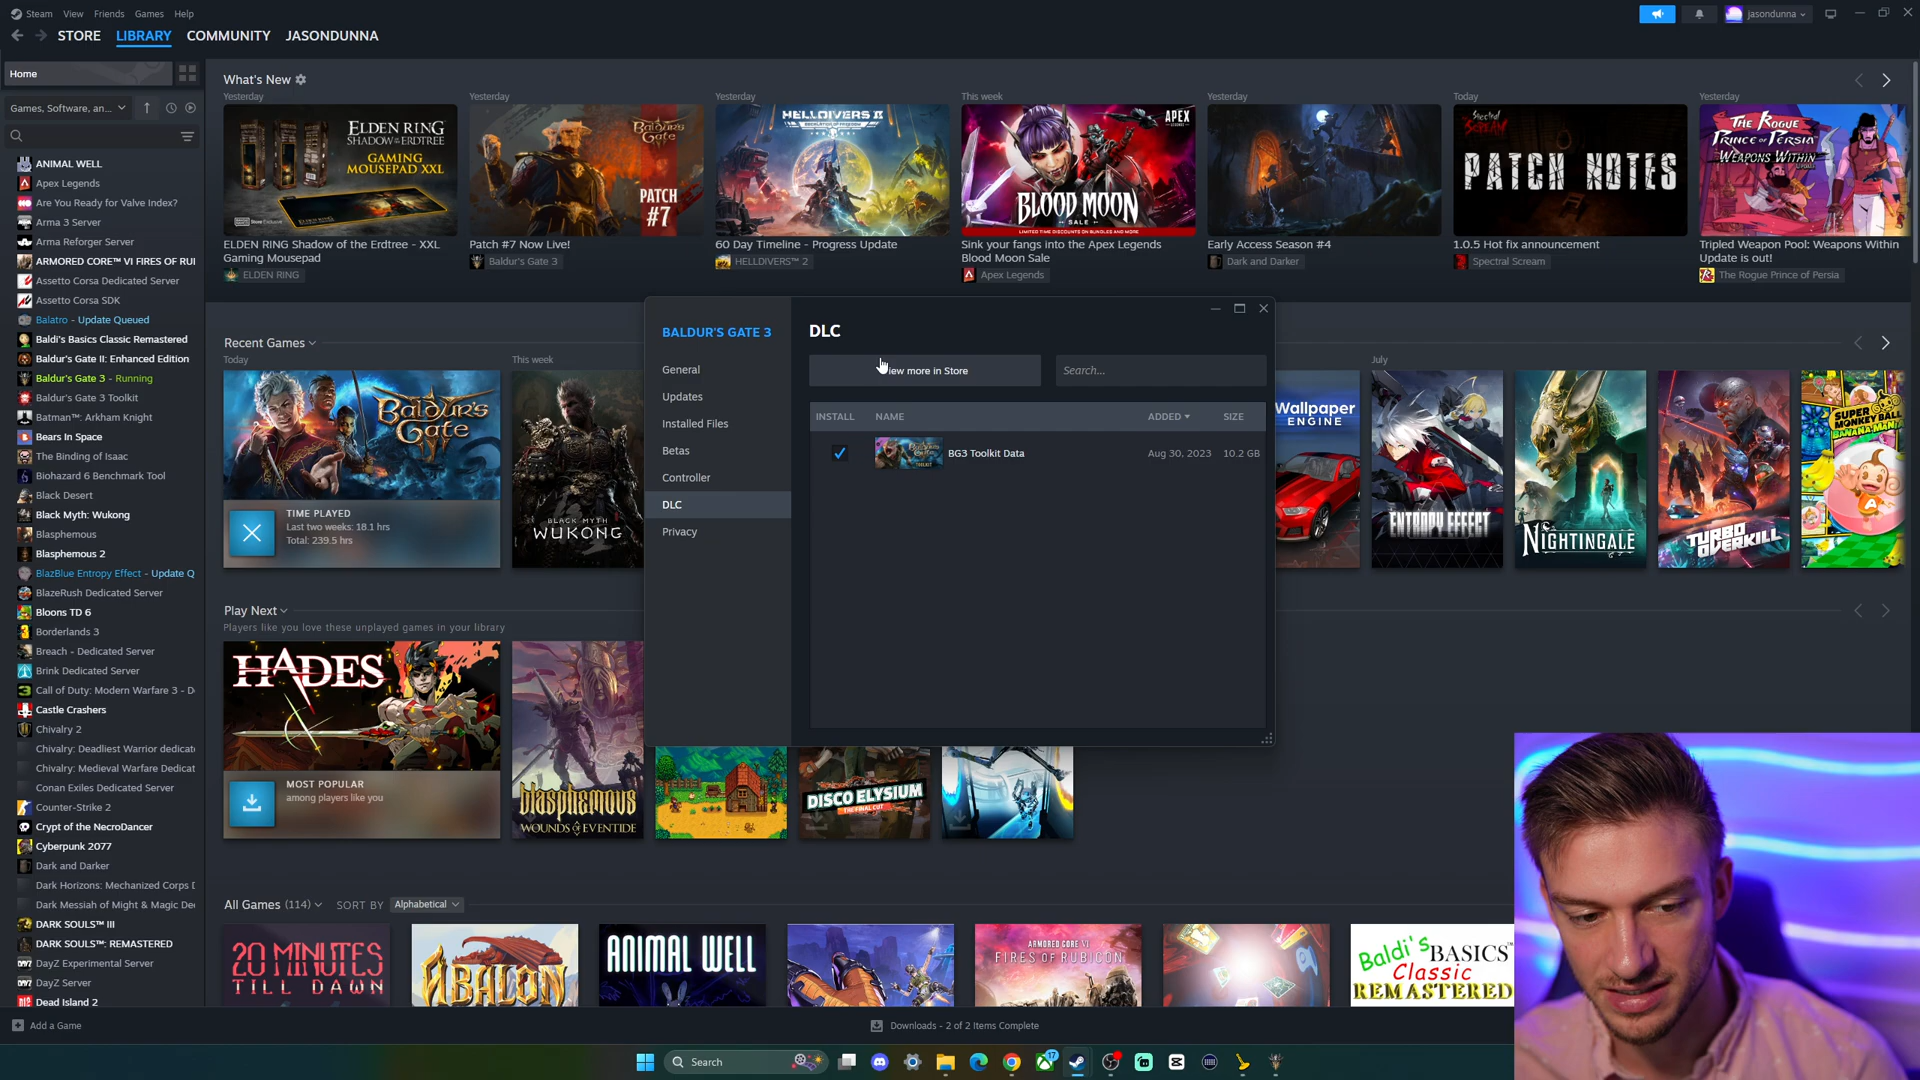 Steam View Friends Games Help
jasondunna
STORE LIBRARY COMMUNITY JASONDUNNA
Home
Games, Software, an...
ANIMAL WELL
Apex Legends
Are You Ready for Valve Index?
Arma 3 Server
Arma Reforger Server
ARMORED CORE™ VI FIRES OF RUI
Assetto Corsa Dedicated Server
Assetto Corsa SDK
Balatro - Update Queued
Baldi's Basics Classic Remastered
Baldur's Gate II: Enhanced Edition
Baldur's Gate 3 - Running
Baldur's Gate 3 Toolkit
Batman™: Arkham Knight
Bears In Space
The Binding of Isaac
Biohazard 6 Benchmark Tool
Black Desert
Black Myth: Wukong
Blasphemous
Blasphemous 2
BlazBlue Entropy Effect - Update Q
BlazeRush Dedicated Server
Bloons TD 6
Borderlands 3
Breach - Dedicated Server
Brink Dedicated Server
Call of Duty: Modern Warfare 3 - D
Castle Crashers
Chivalry 2
Chivalry: Deadliest Warrior dedicat
Chivalry: Medieval Warfare Dedicat
Conan Exiles Dedicated Server
Counter-Strike 2
Crypt of the NecroDancer
Cyberpunk 2077
Dark and Darker
Dark Horizons: Mechanized Corps D
Dark Messiah of Might & Magic De
DARK SOULS™ III
DARK SOULS™: REMASTERED
DayZ Experimental Server
DayZ Server
Dead Island 2
Add a Game
What's New
Yesterday
ELDEN RING
SHADOW OF THE ERDTREE
GAMING
MOUSEPAD XXL
ELDEN RING Shadow of the Erdtree - XXL
Gaming Mousepad
ELDEN RING
Yesterday
Baldur's Gate
PATCH
#7
Patch #7 Now Live!
Baldur's Gate 3
Yesterday
HELLDIVERS II
60 Day Timeline - Progress Update
HELLDIVERS™ 2
This week
APEX
LEGENDS
BLOOD MOON
SALE
LIMITED TIME DISCOUNTS ON BUNDLES AND MORE
Sink your fangs into the Apex Legends
Blood Moon Sale
Apex Legends
Yesterday
Early Access Season #4
Dark and Darker
Today
Spectral
SCREAM
PATCH NOTES
1.0.5 Hot fix announcement
Spectral Scream
Yesterday
THE ROGUE
PRINCE OF PERSIA
WEAPONS WITHIN
UPDATE
Tripled Weapon Pool: Weapons Within
Update is out!
The Rogue Prince of Persia
Recent Games
Today
Baldur's
Gate
TIME PLAYED
Last two weeks: 18.1 hrs
Total: 239.5 hrs
This week
BLACK MYTH
WUKONG
BALDUR'S GATE 3
General
Updates
Installed Files
Betas
Controller
DLC
Privacy
DLC
iew more in Store
Search...
INSTALL NAME ADDED SIZE
BG3 Toolkit Data Aug 30, 2023 10.2 GB
July
Wallpaper
ENGINE
ENTROPY EFFECT
NIGHTINGALE
TURBO
OVERKILL
SUPER
MONKEY BALL
BANANA MANIA
Play Next
Players like you love these unplayed games in your library
HADES
MOST POPULAR
among players like you
blasphemous
WOUNDS OF EVENTIDE
DISCO ELYSIUM
THE FINAL CUT
All Games (114) SORT BY Alphabetical
20 MINUTES
TILL DAWN
ABALON
ANIMAL WELL
ARMORED CORE VI
FIRES OF RUBICON
Baldi's BASICS
Classic
REMASTERED
Downloads - 2 of 2 Items Complete
Search
17